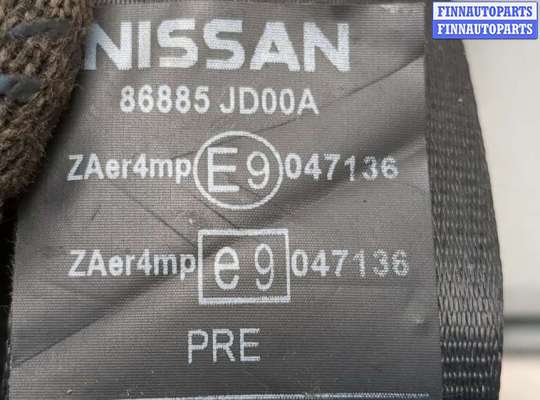 FINNAUTOPARTS
FINNAUTOPARTS
NISSAN
86885 JD00A
ZAer4mp E9 047136
ZAer4mp e9 047136
PRE